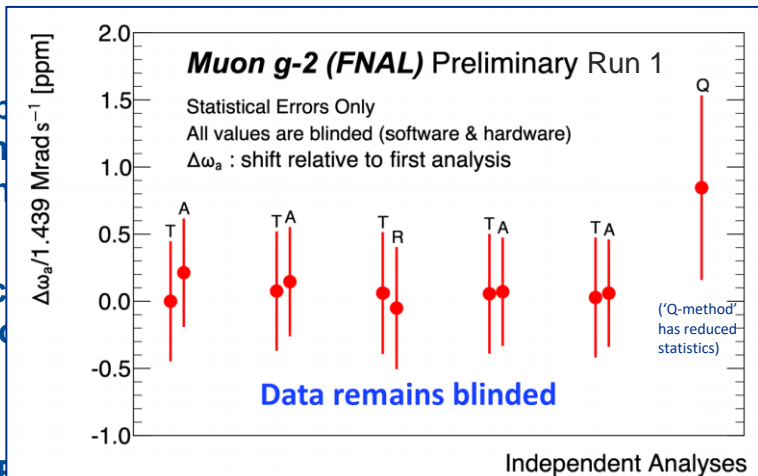 Muon g-2 (FNAL) Preliminary Run 1
Statistical Errors Only
All values are blinded (software & hardware)
Δωₐ : shift relative to first analysis
Δωₐ/1.439 Mrad s⁻¹ [ppm]
2.0
1.5
1.0
0.5
0.0
-0.5
-1.0
T A
T A
T R
T A
T A
Q
('Q-method'
has reduced
statistics)
Data remains blinded
Independent Analyses